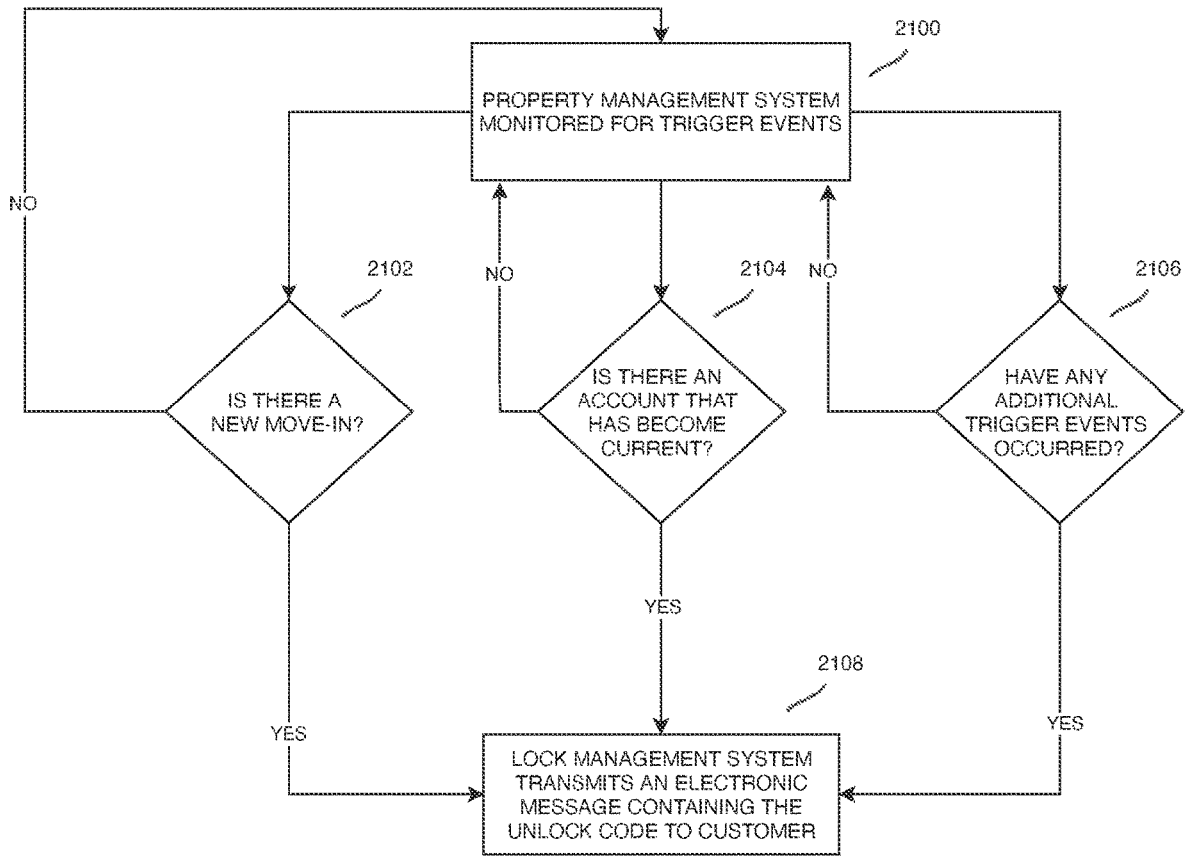 2100
PROPERTY MANAGEMENT SYSTEM
MONITORED FOR TRIGGER EVENTS
NO
2102
NO
2104
NO
2106
IS THERE A
NEW MOVE-IN?
IS THERE AN
ACCOUNT THAT
HAS BECOME
CURRENT?
HAVE ANY
ADDITIONAL
TRIGGER EVENTS
OCCURRED?
YES
YES
YES
2108
LOCK MANAGEMENT SYSTEM
TRANSMITS AN ELECTRONIC
MESSAGE CONTAINING THE
UNLOCK CODE TO CUSTOMER